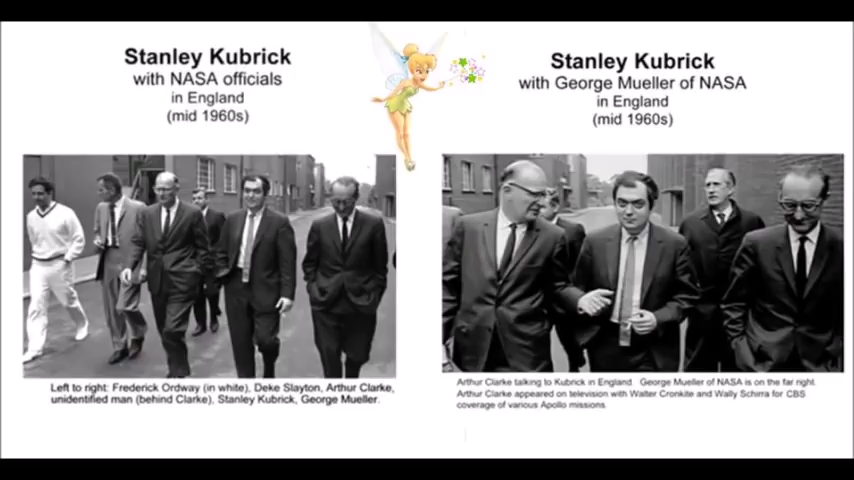 Stanley Kubrick
with NASA officials
in England
(mid 1960s)
Left to right: Frederick Ordway (in white), Deke Slayton, Arthur Clarke,
unidentified man (behind Clarke), Stanley Kubrick, George Mueller.
Stanley Kubrick
with George Mueller of NASA
in England
(mid 1960s)
Arthur Clarke talking to Kubrick in England. George Mueller of NASA is on the far right.
Arthur Clarke appeared on television with Walter Cronkite and Wally Schirra for CBS
coverage of various Apollo missions.